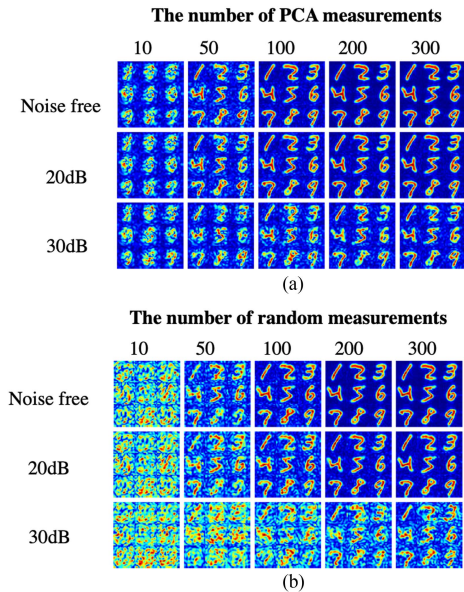 The number of PCA measurements
10 50 100 200 300
Noise free
20dB
30dB
(a)
The number of random measurements
10 50 100 200 300
Noise free
20dB
30dB
(b)